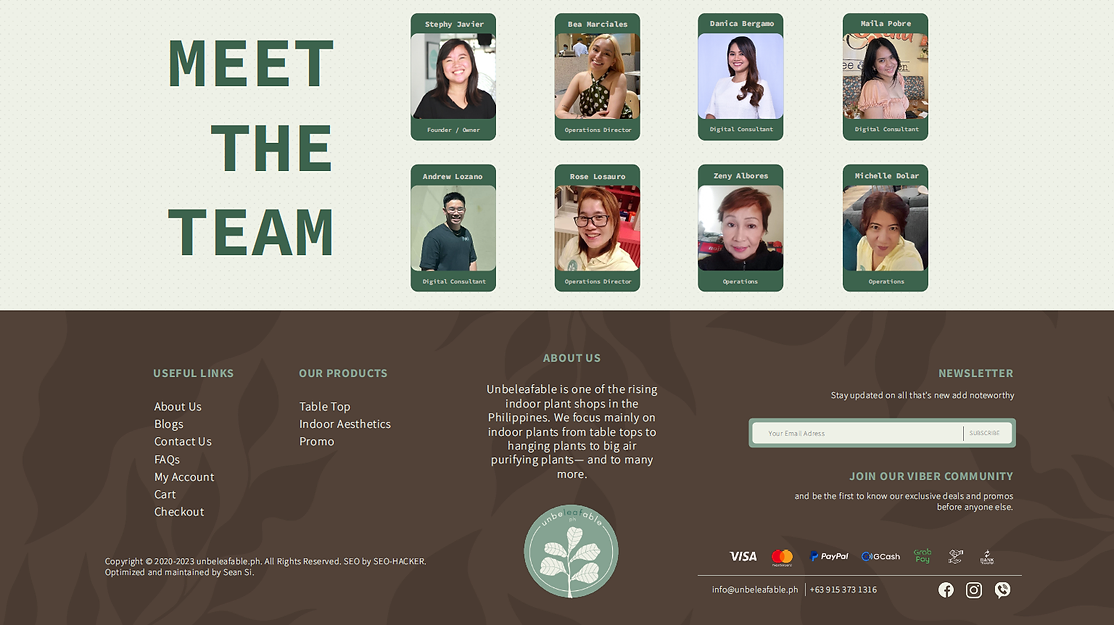 MEET
THE
TEAM
Stephy Javier
Founder / Owner
Bea Marciales
Operations Director
Danica Bergamo
Digital Consultant
Maila Pobre
Digital Consultant
Andrew Lozano
Digital Consultant
Rose Losauro
Operations Director
Zeny Albores
Operations
Michelle Dolar
Operations
USEFUL LINKS
About Us
Blogs
Contact Us
FAQs
My Account
Cart
Checkout
OUR PRODUCTS
Table Top
Indoor Aesthetics
Promo
Copyright © 2020-2023 unbeleafable.ph. All Rights Reserved. SEO by SEO-HACKER.
Optimized and maintained by Sean Si.
ABOUT US
Unbeleafable is one of the rising
indoor plant shops in the
Philippines. We focus mainly on
indoor plants from table tops to
hanging plants to big air
purifying plants— and to many
more.
unbeleafable
NEWSLETTER
Stay updated on all that's new add noteworthy
Your Email Adress
SUBSCRIBE
JOIN OUR VIBER COMMUNITY
and be the first to know our exclusive deals and promos
before anyone else.
VISA
mastercard
PayPal
GCash
Grab
Pay
info@unbeleafable.ph
+63 915 373 1316